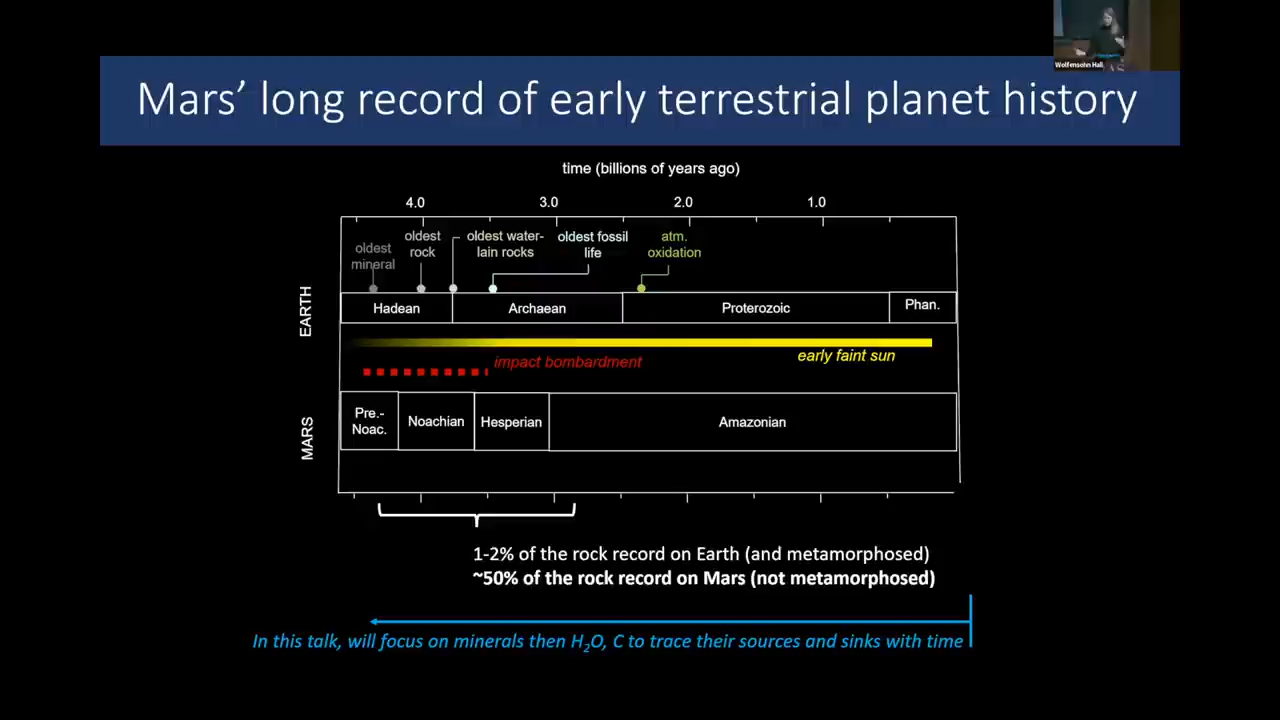 Wolfensohn Hall
Mars’ long record of early terrestrial planet history
time (billions of years ago)
4.0 3.0 2.0 1.0
oldest mineral
oldest rock
oldest water-
lain rocks
oldest fossil
life
atm.
oxidation
EARTH
Hadean Archaean Proterozoic Phan.
early faint sun
impact bombardment
MARS
Pre.-
Noac.
Noachian Hesperian Amazonian
1-2% of the rock record on Earth (and metamorphosed)
~50% of the rock record on Mars (not metamorphosed)
In this talk, will focus on minerals then H₂O, C to trace their sources and sinks with time